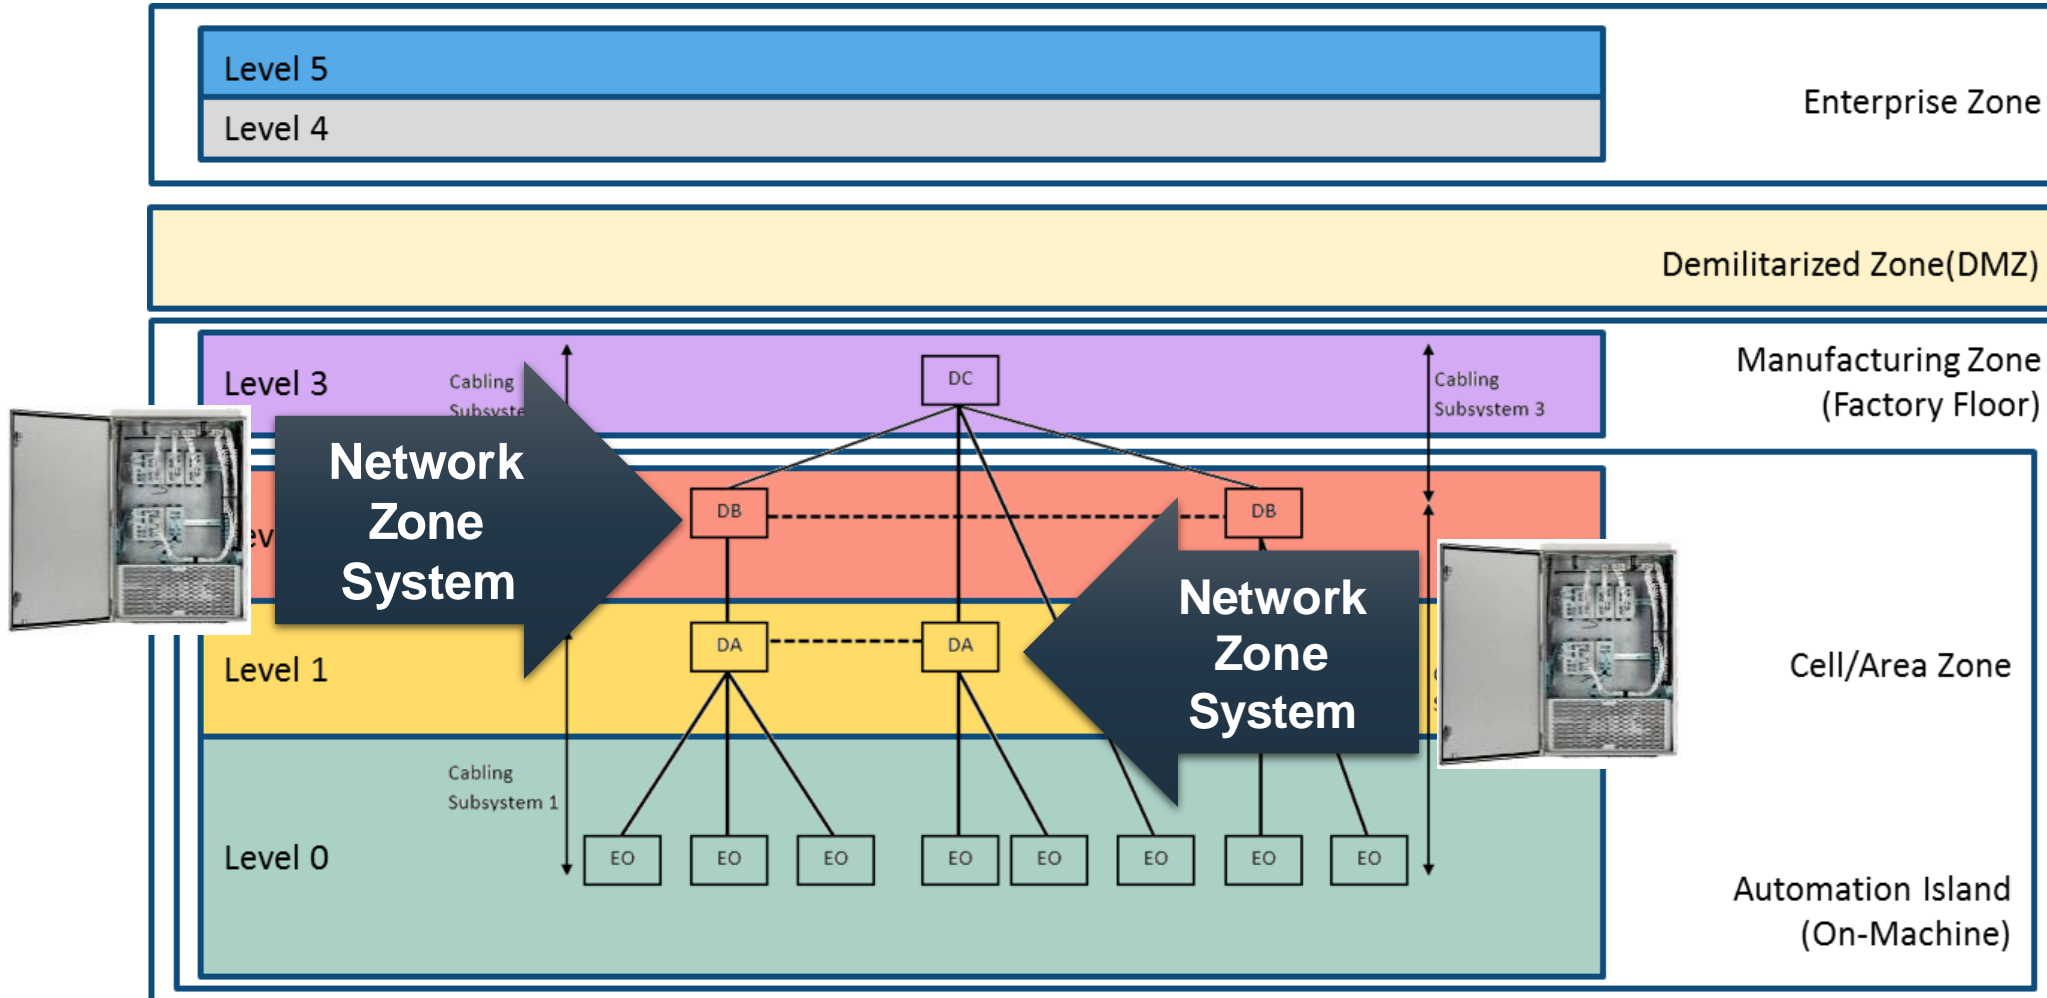 Level 5
Enterprise Zone
Level 4
Demilitarized Zone(DMZ)
Manufacturing Zone
(Factory Floor)
Level 3
Cabling
DC
Cabling
Subsystem 3
Network
Zone
System
DB
DB
Network
Zone
System
Level 1
DA
DA
Cell/Area Zone
Cabling
Subsystem 1
Level 0
EO
EO
EO
EO
EO
EO
EO
EO
Automation Island
(On-Machine)